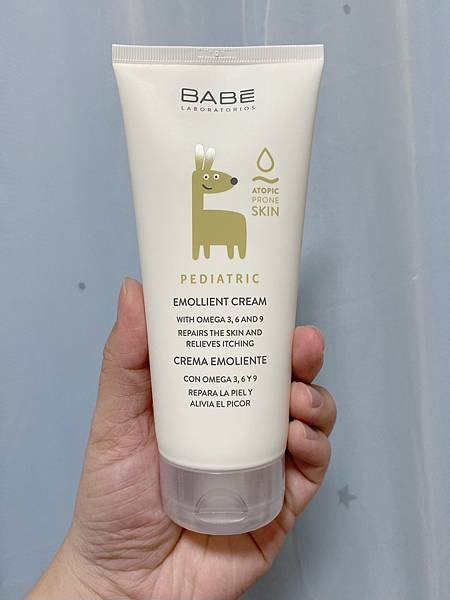 BABÉ
LABORATORIOS
ATOPIC
PRONE
SKIN
PEDIATRIC
EMOLLIENT CREAM
WITH OMEGA 3, 6 AND 9
REPAIRS THE SKIN AND
RELIEVES ITCHING
CREMA EMOLIENTE
CON OMEGA 3, 6 Y 9
REPARA LA PIEL Y
ALIVIA EL PICOR